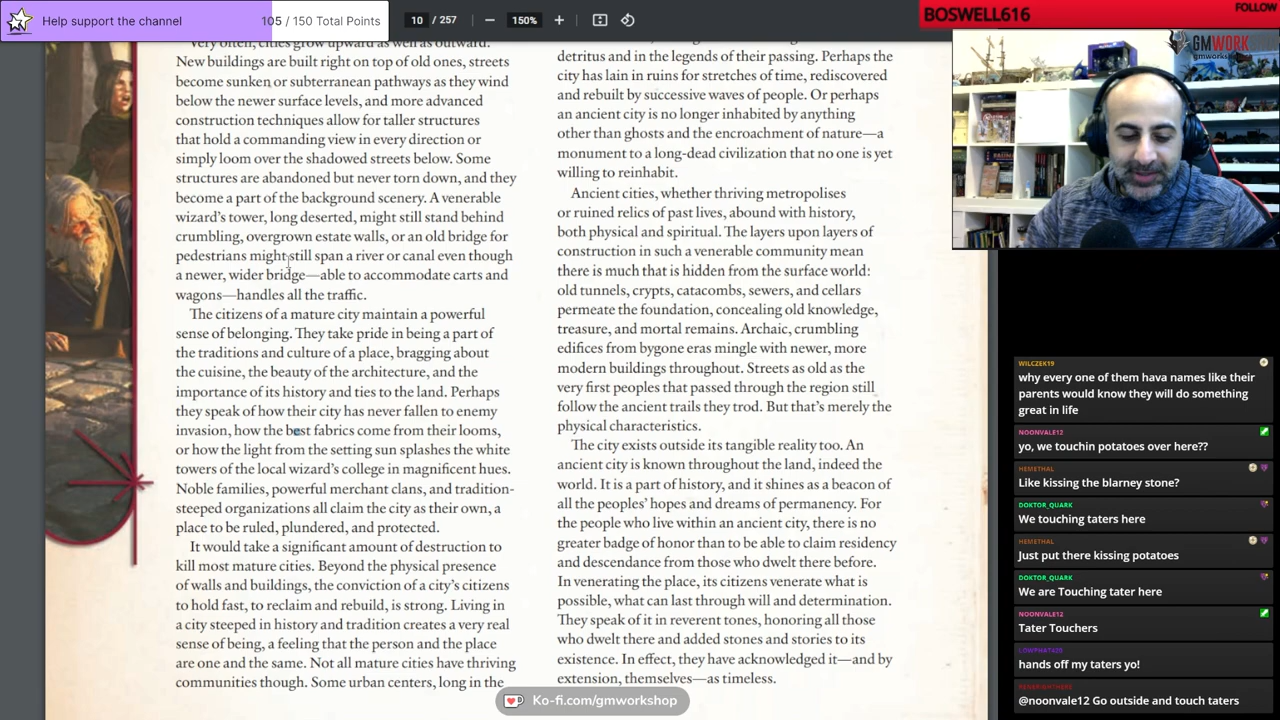 Help support the channel
105 / 150 Total Points
10 / 257
150%
BOSWELL616
FOLLOW
GMWORK
gmworksh
Very often, cities grow upward as well as outward.
New buildings are built right on top of old ones, streets
become sunken or subterranean pathways as they wind
below the newer surface levels, and more advanced
construction techniques allow for taller structures
that hold a commanding view in every direction or
simply loom over the shadowed streets below. Some
structures are abandoned but never torn down, and they
become a part of the background scenery. A venerable
wizard's tower, long deserted, might still stand behind
crumbling, overgrown estate walls, or an old bridge for
pedestrians might still span a river or canal even though
a newer, wider bridge—able to accommodate carts and
wagons—handles all the traffic.
The citizens of a mature city maintain a powerful
sense of belonging. They take pride in being a part of
the traditions and culture of a place, bragging about
the cuisine, the beauty of the architecture, and the
importance of its history and ties to the land. Perhaps
they speak of how their city has never fallen to enemy
invasion, how the best fabrics come from their looms,
or how the light from the setting sun splashes the white
towers of the local wizard's college in magnificent hues.
Noble families, powerful merchant clans, and tradition-
steeped organizations all claim the city as their own, a
place to be ruled, plundered, and protected.
It would take a significant amount of destruction to
kill most mature cities. Beyond the physical presence
of walls and buildings, the conviction of a city's citizens
to hold fast, to reclaim and rebuild, is strong. Living in
a city steeped in history and tradition creates a very real
sense of being, a feeling that the person and the place
are one and the same. Not all mature cities have thriving
communities though. Some urban centers, long in the
detritus and in the legends of their passing. Perhaps the
city has lain in ruins for stretches of time, rediscovered
and rebuilt by successive waves of people. Or perhaps
an ancient city is no longer inhabited by anything
other than ghosts and the encroachment of nature—a
monument to a long-dead civilization that no one is yet
willing to reinhabit.
Ancient cities, whether thriving metropolises
or ruined relics of past lives, abound with history,
both physical and spiritual. The layers upon layers of
construction in such a venerable community mean
there is much that is hidden from the surface world:
old tunnels, crypts, catacombs, sewers, and cellars
permeate the foundation, concealing old knowledge,
treasure, and mortal remains. Archaic, crumbling
edifices from bygone eras mingle with newer, more
modern buildings throughout. Streets as old as the
very first peoples that passed through the region still
follow the ancient trails they trod. But that's merely the
physical characteristics.
The city exists outside its tangible reality too. An
ancient city is known throughout the land, indeed the
world. It is a part of history, and it shines as a beacon of
all the peoples' hopes and dreams of permanency. For
the people who live within an ancient city, there is no
greater badge of honor than to be able to claim residency
and descendance from those who dwelt there before.
In venerating the place, its citizens venerate what is
possible, what can last through will and determination.
They speak of it in reverent tones, honoring all those
who dwelt there and added stones and stories to its
existence. In effect, they have acknowledged it—and by
extension, themselves—as timeless.
Ko-fi.com/gmworkshop
WILCZEK19
why every one of them hava names like their
parents would know they will do something
great in life
NOONVALE12
yo, we touchin potatoes over here??
HEMETHAL
Like kissing the blarney stone?
DOKTOR_QUARK
We touching taters here
HEMETHAL
Just put there kissing potatoes
DOKTOR_QUARK
We are Touching tater here
NOONVALE12
Tater Touchers
LOWPHAT420
hands off my taters yo!
@noonvale12 Go outside and touch taters